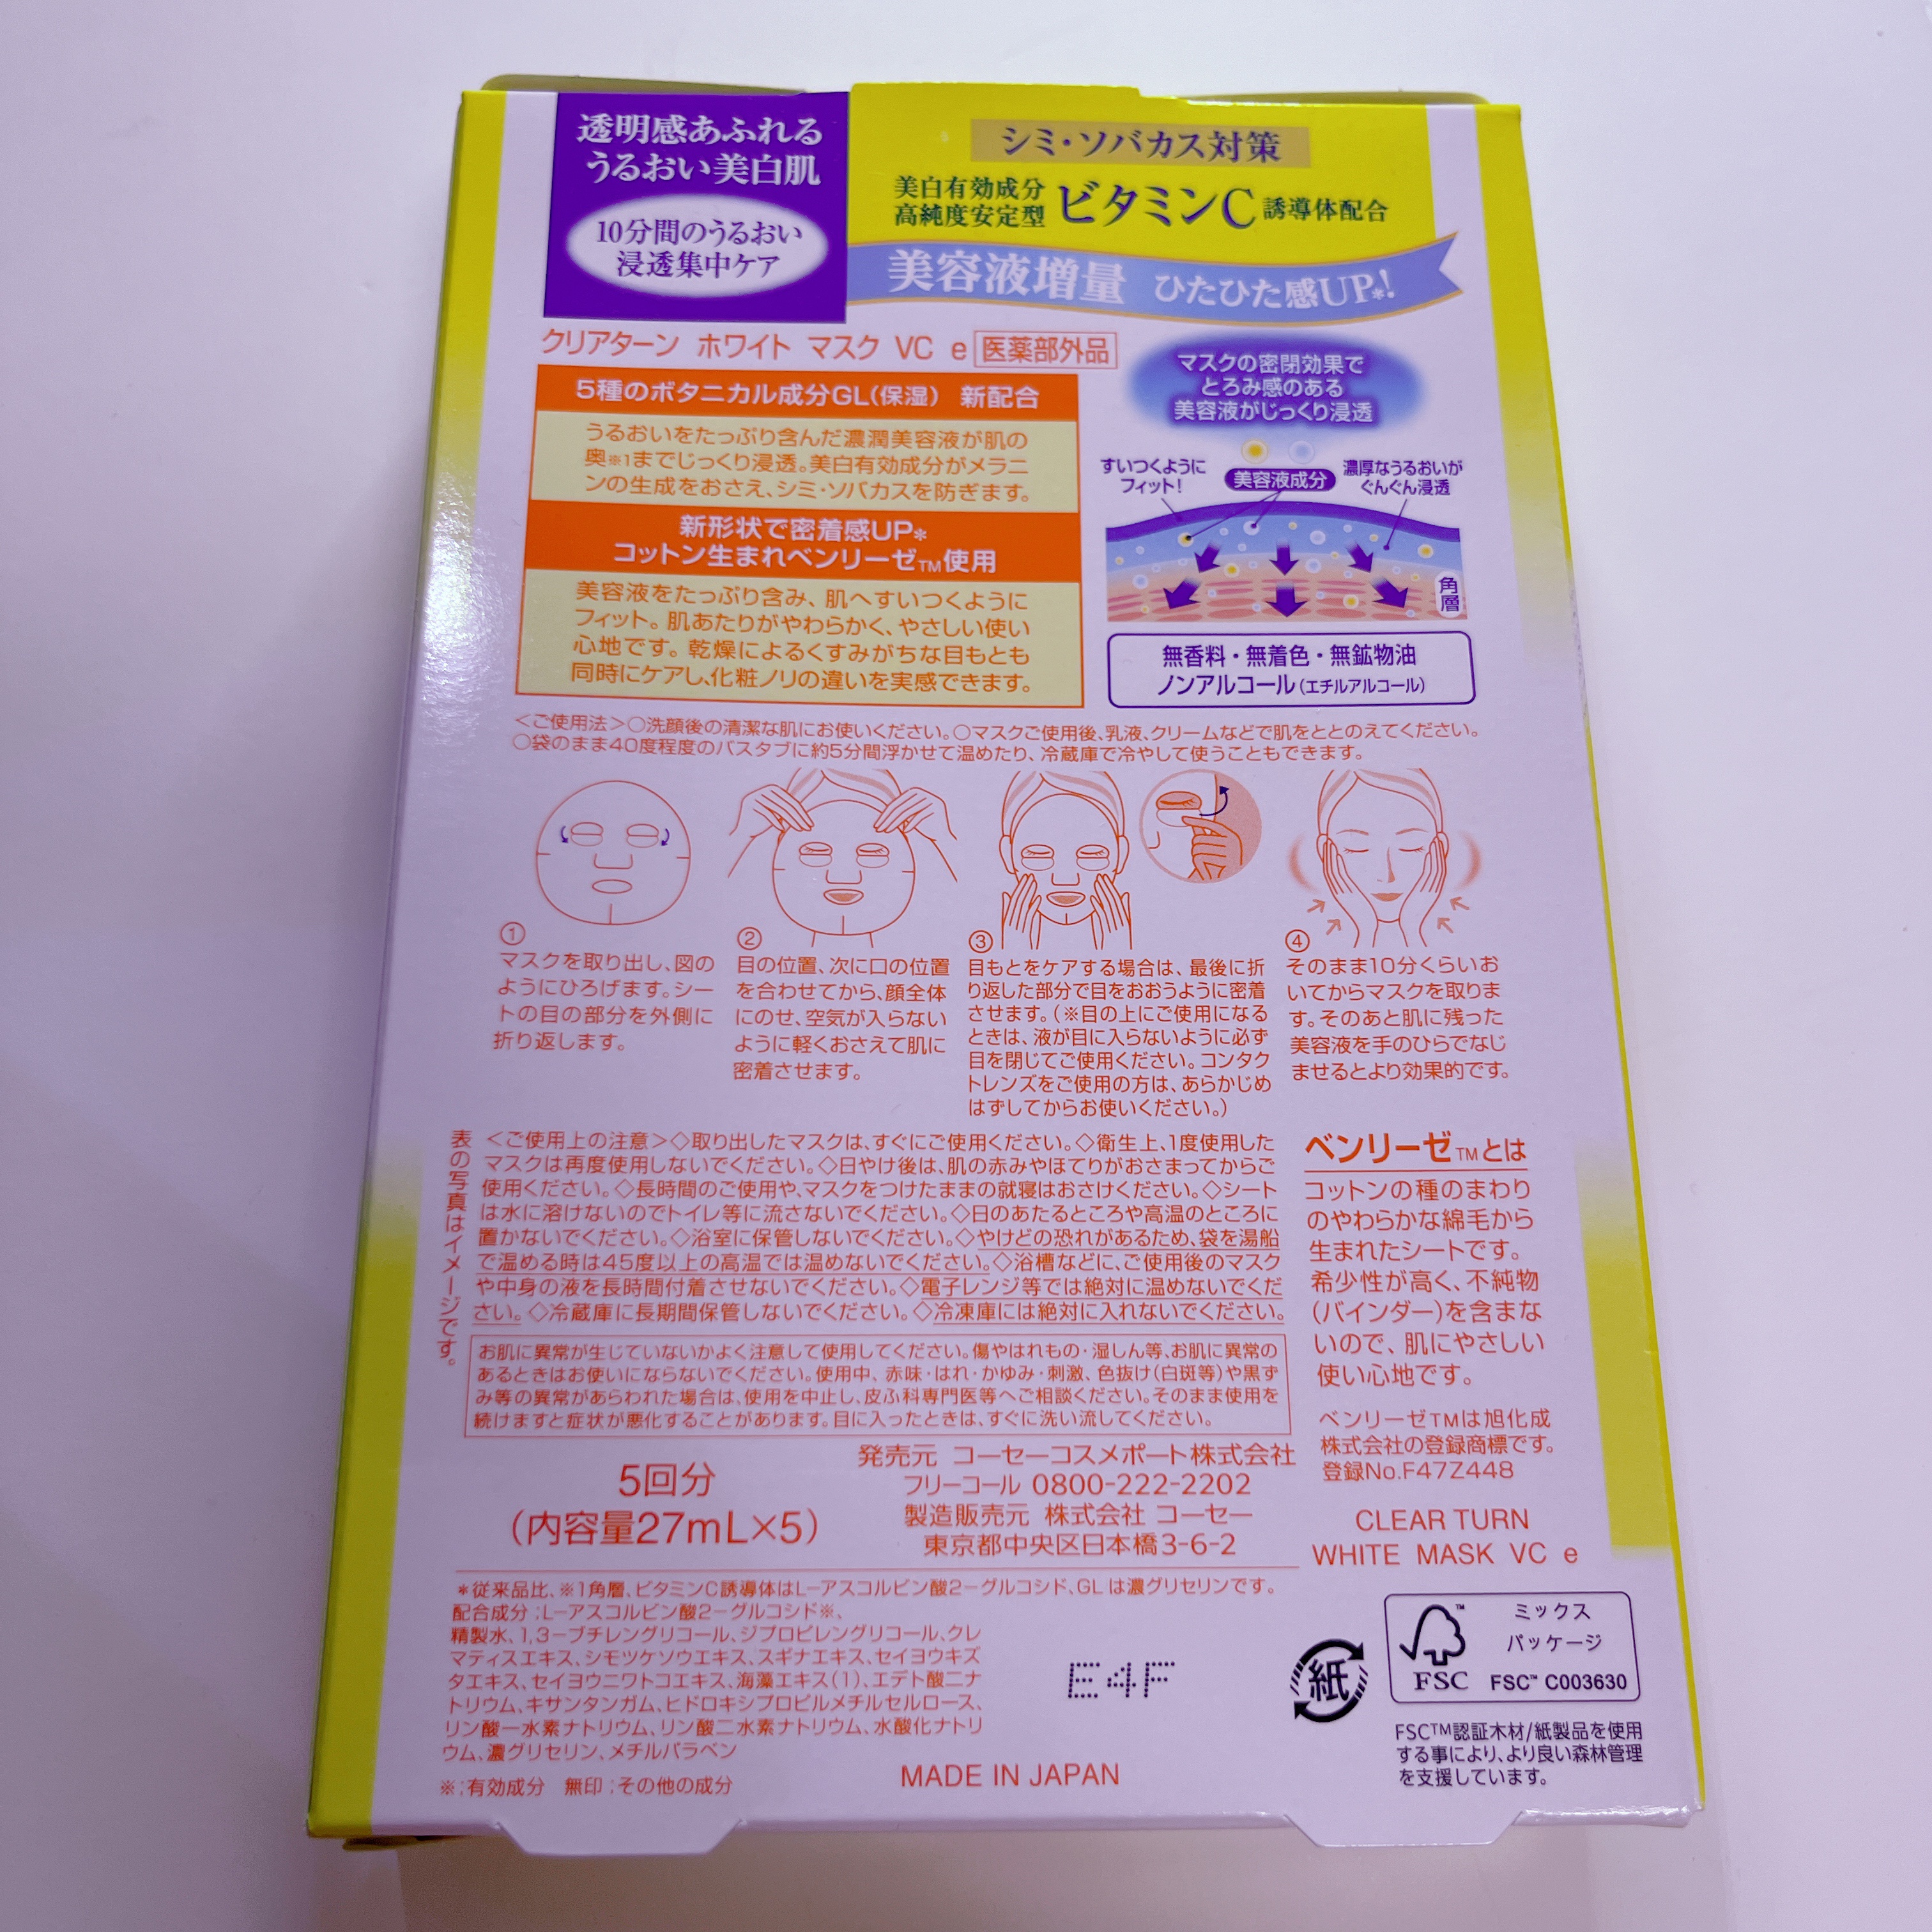 透明感あふれる
うるおい美白肌
10分間のうるおい
浸透集中ケア
シミ・ソバカス対策
美白有効成分
高純度安定型
ビタミンC誘導体配合
美容液増量 ひたひた感UP*!
クリアターン ホワイト マスク VC e 医薬部外品
5種のボタニカル成分GL(保湿) 新配合
うるおいをたっぷり含んだ濃潤美容液が肌の
奥※1までじっくり浸透。美白有効成分がメラニ
ンの生成をおさえ、シミ・ソバカスを防ぎます。
新形状で密着感UP*
コットン生まれベンリーゼTM使用
美容液をたっぷり含み、肌へすいつくように
フィット。肌あたりがやわらかく、やさしい使い
心地です。乾燥によるくすみがちな目もとも
同時にケアし、化粧ノリの違いを実感できます。
マスクの密閉効果で
とろみ感のある
美容液がじっくり浸透
すいつくように
フィット!
美容液成分
濃厚なうるおいが
ぐんぐん浸透
角層
無香料・無着色・無鉱物油
ノンアルコール(エチルアルコール)
<ご使用法>○洗顔後の清潔な肌にお使いください。○マスクご使用後、乳液、クリームなどで肌をととのえてください。
○袋のまま40度程度のバスタブに約5分間浮かせて温めたり、冷蔵庫で冷やして使うこともできます。
①
マスクを取り出し、図の
ようにひろげます。シー
トの目の部分を外側に
折り返します。
②
目の位置、次に口の位置
を合わせてから、顔全体
にのせ、空気が入らない
ように軽くおさえて肌に
密着させます。
③
目もとをケアする場合は、最後に折
り返した部分で目をおおうように密着
させます。(※目の上にご使用になる
ときは、液が目に入らないように必ず
目を閉じてご使用ください。コンタク
トレンズをご使用の方は、あらかじめ
はずしてからお使いください。)
④
そのまま10分くらいお
いてからマスクを取りま
す。そのあと肌に残った
美容液を手のひらでなじ
ませるとより効果的です。
表の写真はイメージです。
<ご使用上の注意>◇取り出したマスクは、すぐにご使用ください。◇衛生上、1度使用した
マスクは再度使用しないでください。◇日やけ後は、肌の赤みやほてりがおさまってからご
使用ください。◇長時間のご使用や、マスクをつけたままの就寝はおさけください。◇シート
は水に溶けないのでトイレ等に流さないでください。◇日のあたるところや高温のところに
置かないでください。◇浴室に保管しないでください。◇やけどの恐れがあるため、袋を湯船
で温める時は45度以上の高温では温めないでください。◇浴槽などに、ご使用後のマスク
や中身の液を長時間付着させないでください。◇電子レンジ等では絶対に温めないでくだ
さい。◇冷蔵庫に長期間保管しないでください。◇冷凍庫には絶対に入れないでください。
お肌に異常が生じていないかよく注意して使用してください。傷やはれもの・湿しん等、お肌に異常の
あるときはお使いにならないでください。使用中、赤味・はれ・かゆみ・刺激、色抜け(白斑等)や黒ず
み等の異常があらわれた場合は、使用を中止し、皮ふ科専門医等へご相談ください。そのまま使用を
続けますと症状が悪化することがあります。目に入ったときは、すぐに洗い流してください。
ベンリーゼTMとは
コットンの種のまわり
のやわらかな綿毛から
生まれたシートです。
希少性が高く、不純物
(バインダー)を含まな
いので、肌にやさしい
使い心地です。
ベンリーゼTMは旭化成
株式会社の登録商標です。
登録No.F47Z448
5回分
(内容量27mL×5)
発売元 コーセーコスメポート株式会社
フリーコール 0800-222-2202
製造販売元 株式会社 コーセー
東京都中央区日本橋3-6-2
CLEAR TURN
WHITE MASK VC e
*従来品比、※1角層、ビタミンC誘導体はL-アスコルビン酸2-グルコシド、GL は濃グリセリンです。
配合成分:L-アスコルビン酸2-グルコシド※、
精製水、1,3-ブチレングリコール、ジプロピレングリコール、クレ
マティスエキス、シモツケソウエキス、スギナエキス、セイヨウキズ
タエキス、セイヨウニワトコエキス、海藻エキス(1)、エデト酸二ナ
トリウム、キサンタンガム、ヒドロキシプロピルメチルセルロース、
リン酸一水素ナトリウム、リン酸二水素ナトリウム、水酸化ナトリ
ウム、濃グリセリン、メチルパラベン
※:有効成分 無印:その他の成分
E4F
MADE IN JAPAN
紙
FSC
ミックス
パッケージ
FSC™ C003630
FSC™認証木材/紙製品を使用
する事により、より良い森林管理
を支援しています。